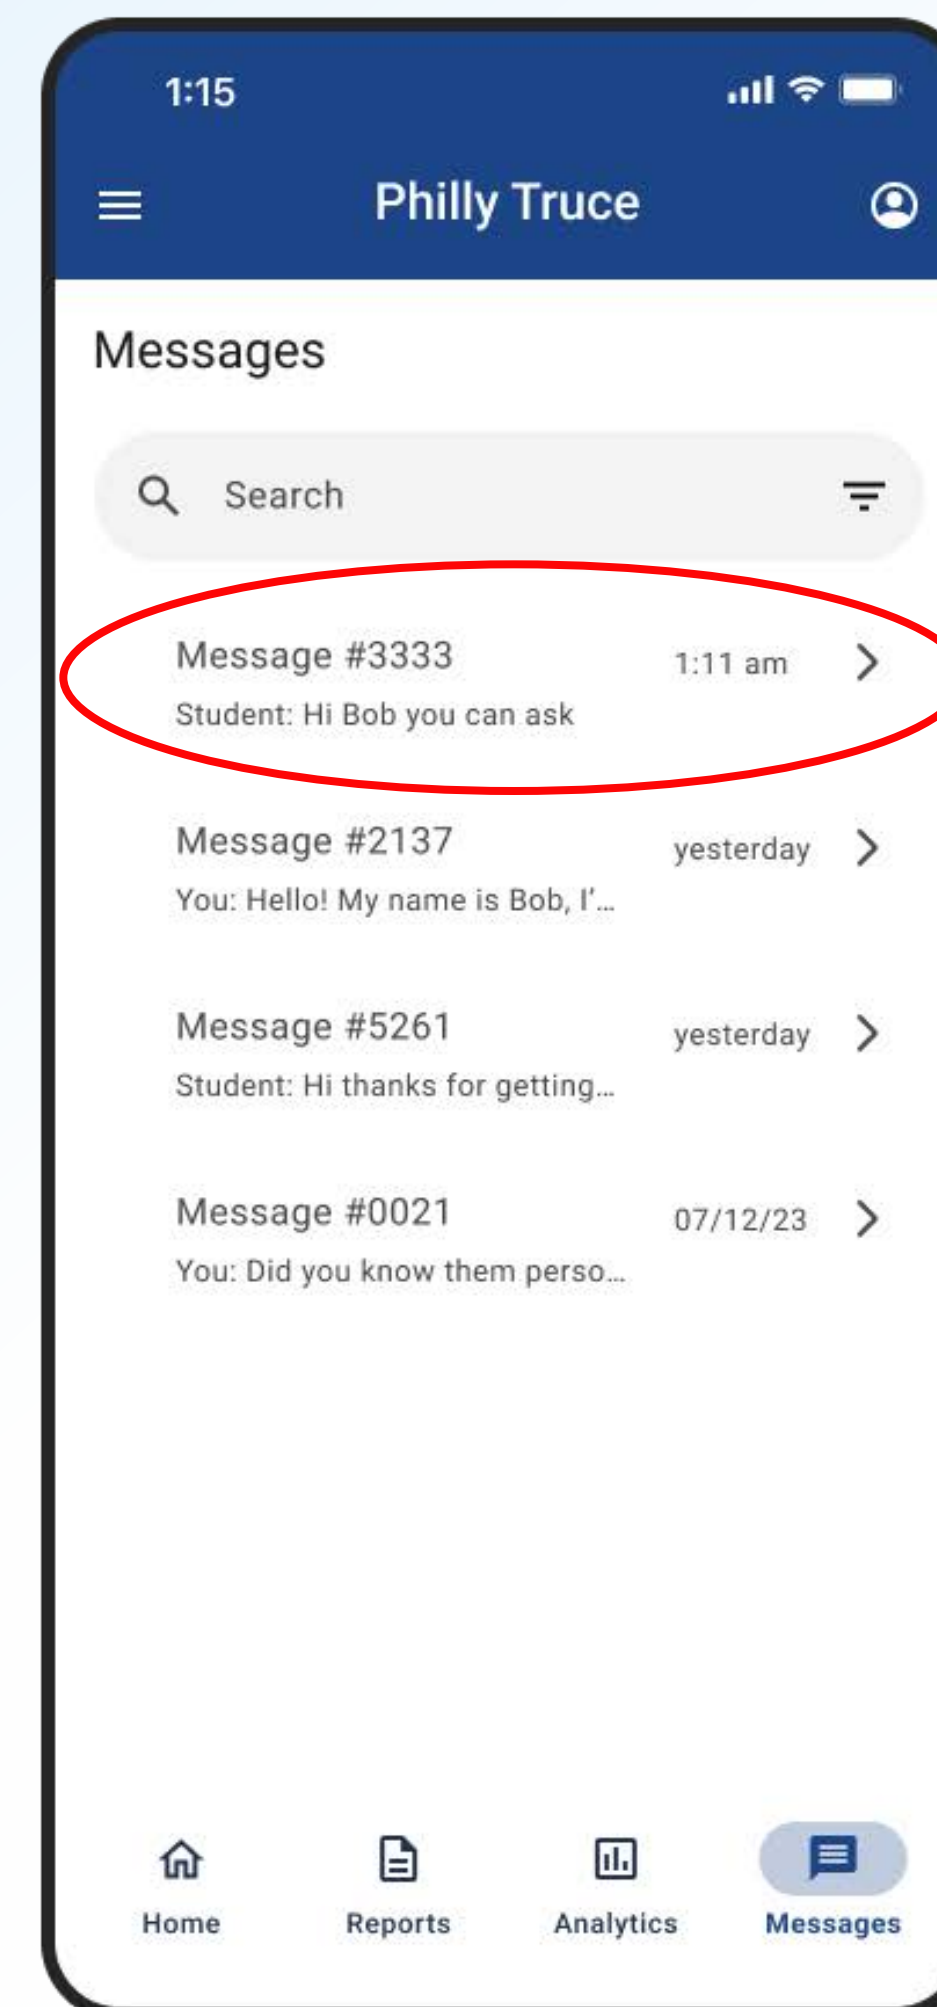 1:15
Philly Truce
Messages
Search
Message #3333
1:11 am
Student: Hi Bob you can ask
Message #2137
yesterday
You: Hello! My name is Bob, I’...
Message #5261
yesterday
Student: Hi thanks for getting...
Message #0021
07/12/23
You: Did you know them perso...
Home
Reports
Analytics
Messages